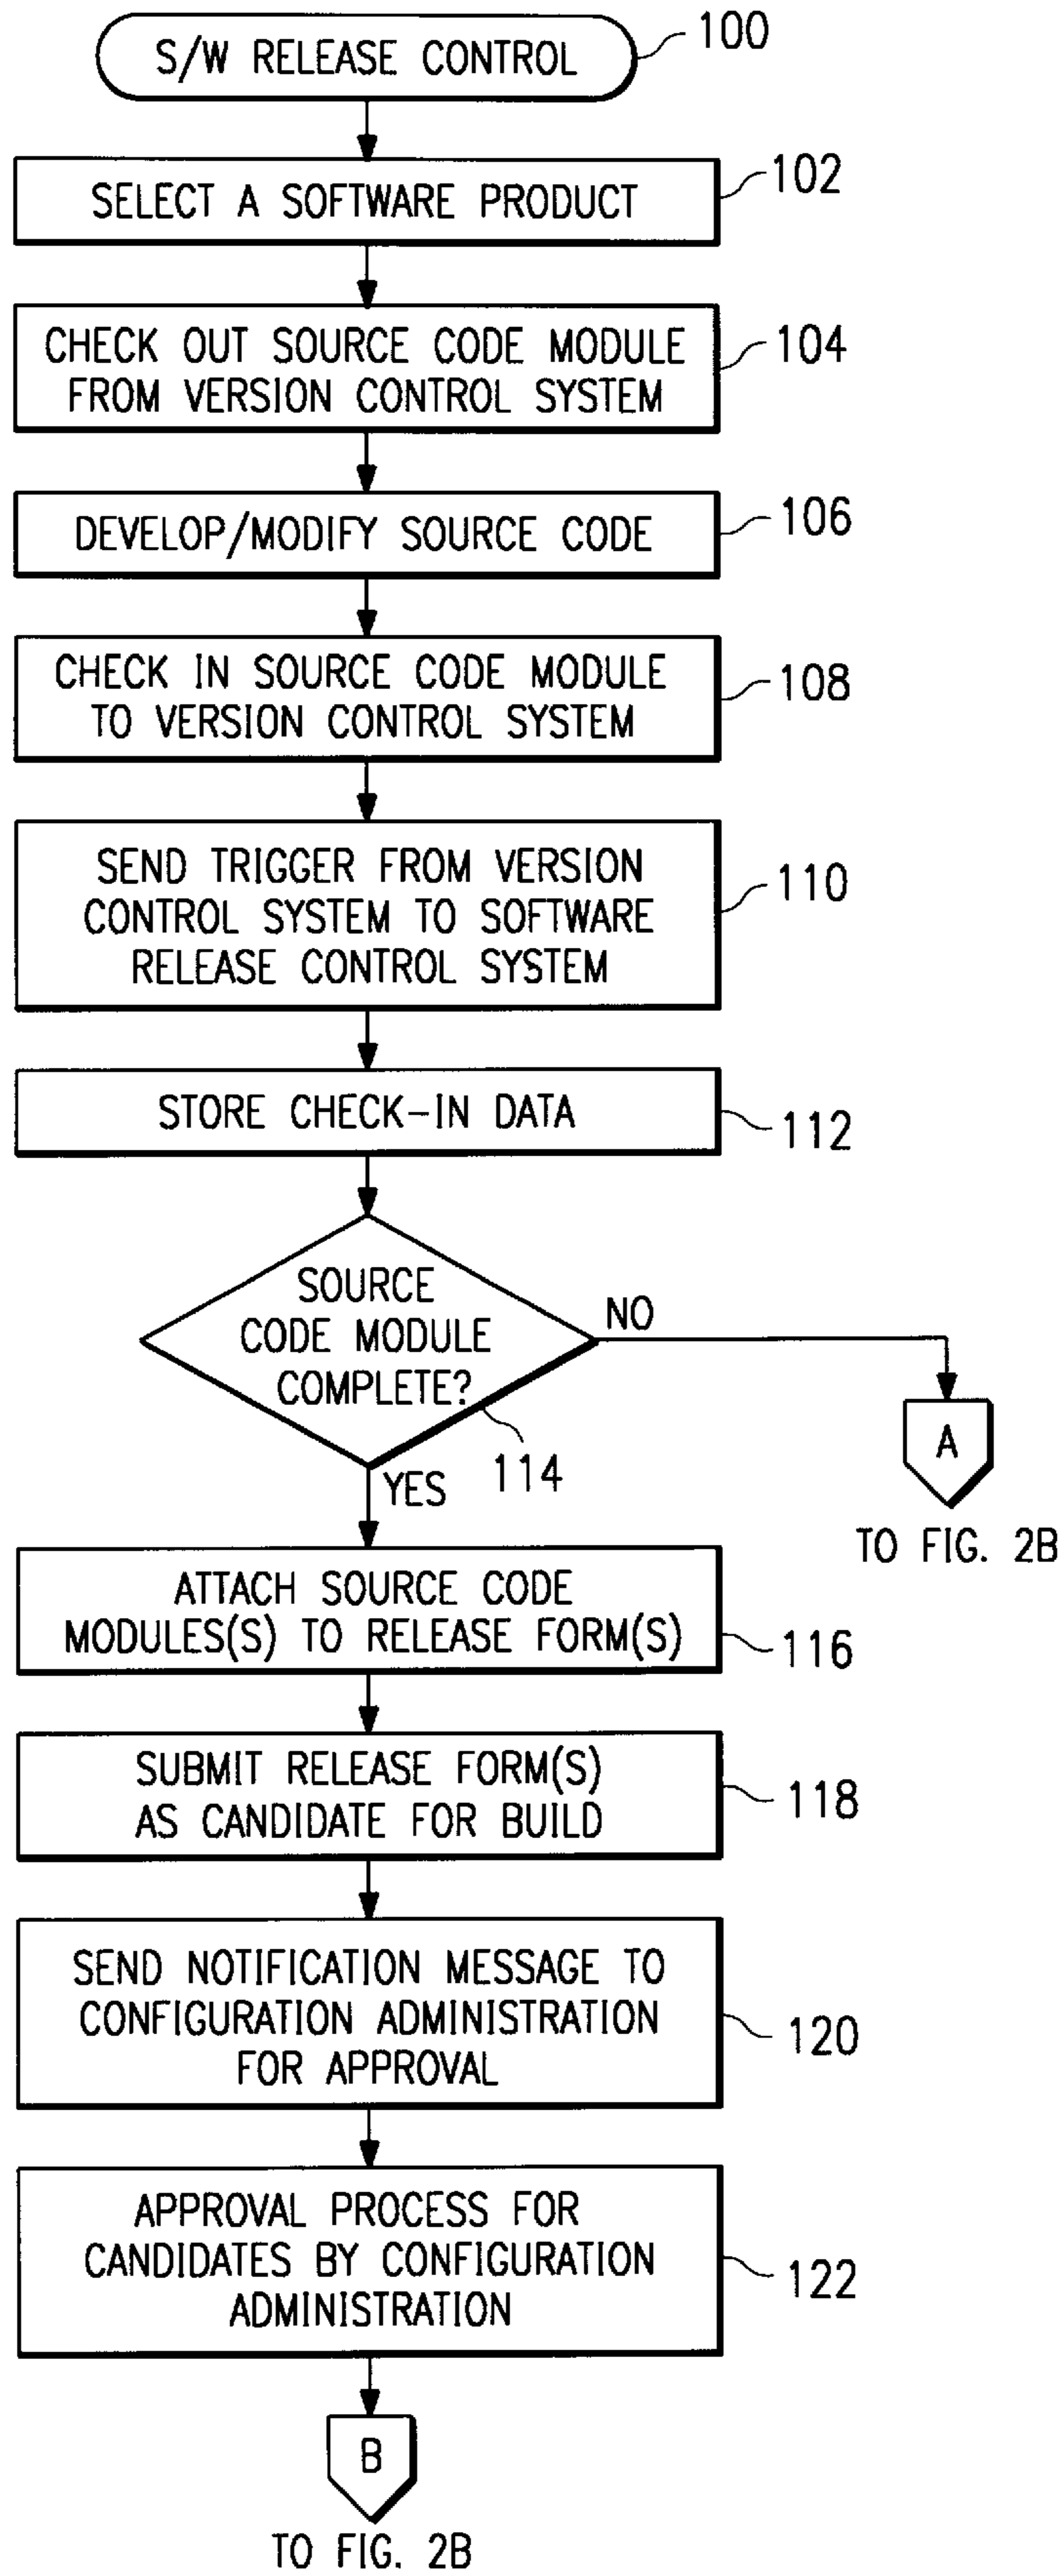 S/W RELEASE CONTROL
100
SELECT A SOFTWARE PRODUCT
102
CHECK OUT SOURCE CODE MODULE
FROM VERSION CONTROL SYSTEM
104
DEVELOP/MODIFY SOURCE CODE
106
CHECK IN SOURCE CODE MODULE
TO VERSION CONTROL SYSTEM
108
SEND TRIGGER FROM VERSION
CONTROL SYSTEM TO SOFTWARE
RELEASE CONTROL SYSTEM
110
STORE CHECK-IN DATA
112
SOURCE
CODE MODULE
COMPLETE?
NO
114
YES
A
TO FIG. 2B
ATTACH SOURCE CODE
MODULES(S) TO RELEASE FORM(S)
116
SUBMIT RELEASE FORM(S)
AS CANDIDATE FOR BUILD
118
SEND NOTIFICATION MESSAGE TO
CONFIGURATION ADMINISTRATION
FOR APPROVAL
120
APPROVAL PROCESS FOR
CANDIDATES BY CONFIGURATION
ADMINISTRATION
122
B
TO FIG. 2B